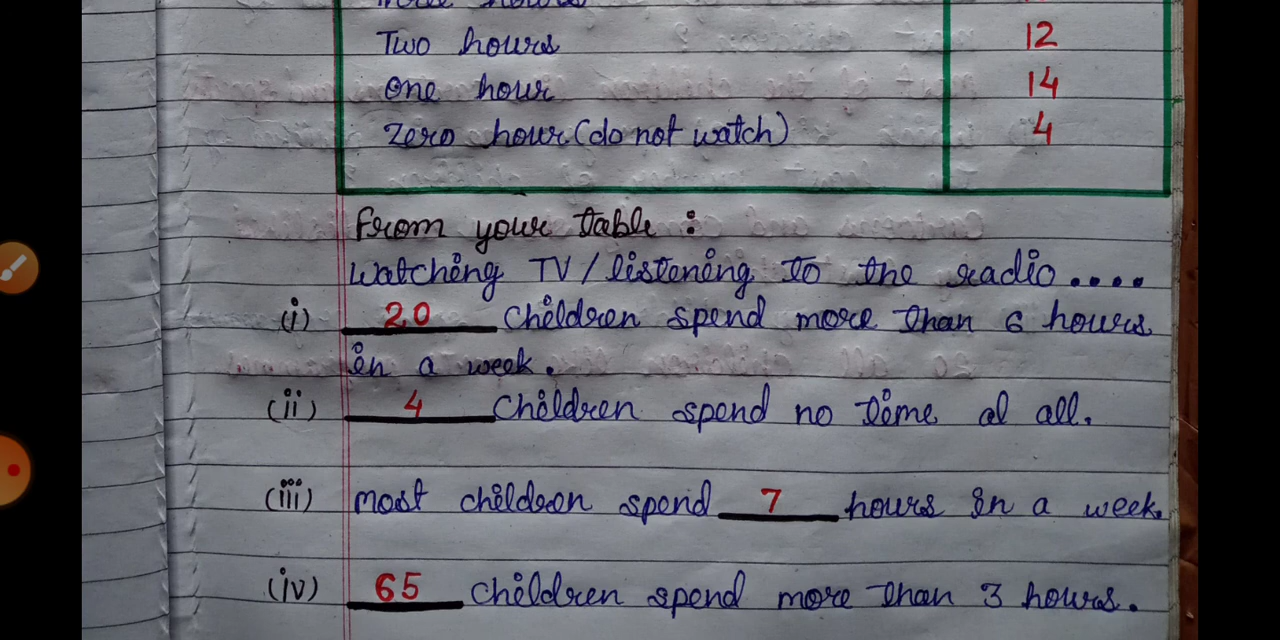 Two hours 12
One hour 14
Zero hour (do not watch) 4
From your table :
Watching TV / listening to the radio ....
(i) 20 children spend more than 6 hours
in a week.
(ii) 4 children spend no time al all.
(iii) most children spend 7 hours in a week.
(iv) 65 children spend more than 3 hours.